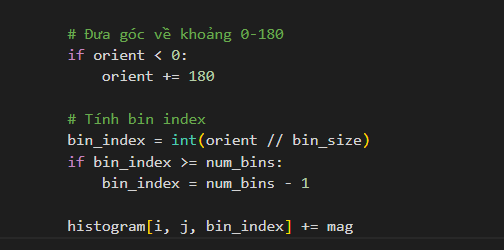 # Đưa góc về khoảng 0-180
if orient < 0:
    orient += 180

# Tính bin index
bin_index = int(orient // bin_size)
if bin_index >= num_bins:
    bin_index = num_bins - 1

histogram[i, j, bin_index] += mag